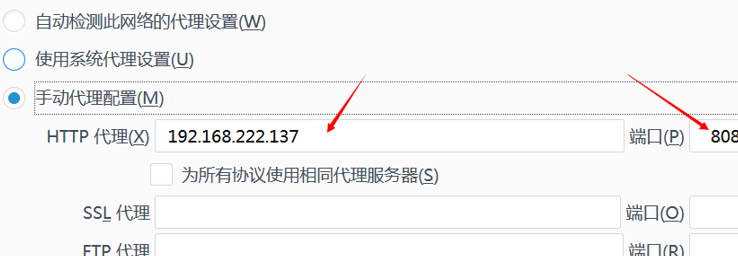 自动检测此网络的代理设置(W)
使用系统代理设置(U)
手动代理配置(M)
HTTP 代理(X) 192.168.222.137 端口(P) 808
为所有协议使用相同代理服务器(S)
SSL 代理 端口(O)
FTP 代理 端口(R)